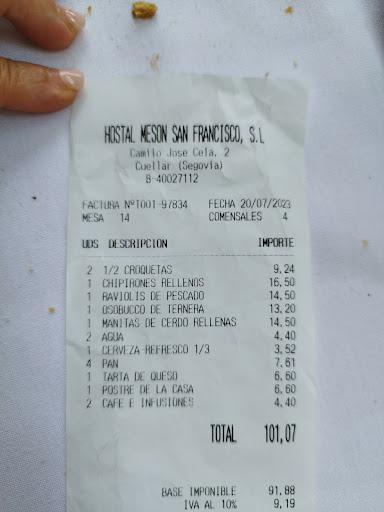 HOSTAL MESON SAN FRANCISCO, S.L
Camilo Jose Cela, 2
Cuellar (Segovia)
B-40027112
FACTURA NºT001-97834 FECHA 20/07/2023
MESA 14 COMENSALES 4
UDS DESCRIPCION IMPORTE
2 1/2 CROQUETAS 9,24
1 CHIPIRONES RELLENOS 16,50
1 RAVIOLIS DE PESCADO 14,50
1 OSOBUCCO DE TERNERA 13,20
1 MANITAS DE CERDO RELLENAS 14,50
2 AGUA 4,40
1 CERVEZA-REFRESCO 1/3 3,52
4 PAN 7,61
1 TARTA DE QUESO 6,60
1 POSTRE DE LA CASA 6,60
2 CAFE E INFUSIONES 4,40
TOTAL 101,07
BASE IMPONIBLE 91,88
IVA AL 10% 9,19